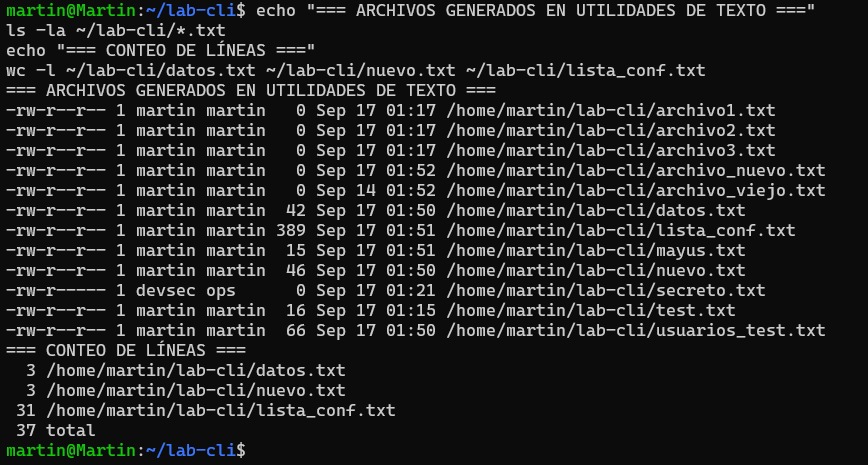 martin@Martin:~/lab-cli$ echo "=== ARCHIVOS GENERADOS EN UTILIDADES DE TEXTO ==="
ls -la ~/lab-cli/*.txt
echo "=== CONTEO DE LÍNEAS ==="
wc -l ~/lab-cli/datos.txt ~/lab-cli/nuevo.txt ~/lab-cli/lista_conf.txt
=== ARCHIVOS GENERADOS EN UTILIDADES DE TEXTO ===
-rw-r--r-- 1 martin martin   0 Sep 17 01:17 /home/martin/lab-cli/archivo1.txt
-rw-r--r-- 1 martin martin   0 Sep 17 01:17 /home/martin/lab-cli/archivo2.txt
-rw-r--r-- 1 martin martin   0 Sep 17 01:17 /home/martin/lab-cli/archivo3.txt
-rw-r--r-- 1 martin martin   0 Sep 17 01:52 /home/martin/lab-cli/archivo_nuevo.txt
-rw-r--r-- 1 martin martin   0 Sep 14 01:52 /home/martin/lab-cli/archivo_viejo.txt
-rw-r--r-- 1 martin martin  42 Sep 17 01:50 /home/martin/lab-cli/datos.txt
-rw-r--r-- 1 martin martin 389 Sep 17 01:51 /home/martin/lab-cli/lista_conf.txt
-rw-r--r-- 1 martin martin  15 Sep 17 01:51 /home/martin/lab-cli/mayus.txt
-rw-r--r-- 1 martin martin  46 Sep 17 01:50 /home/martin/lab-cli/nuevo.txt
-rw-r----- 1 devsec ops      0 Sep 17 01:21 /home/martin/lab-cli/secreto.txt
-rw-r--r-- 1 martin martin  16 Sep 17 01:15 /home/martin/lab-cli/test.txt
-rw-r--r-- 1 martin martin  66 Sep 17 01:50 /home/martin/lab-cli/usuarios_test.txt
=== CONTEO DE LÍNEAS ===
  3 /home/martin/lab-cli/datos.txt
  3 /home/martin/lab-cli/nuevo.txt
 31 /home/martin/lab-cli/lista_conf.txt
 37 total
martin@Martin:~/lab-cli$